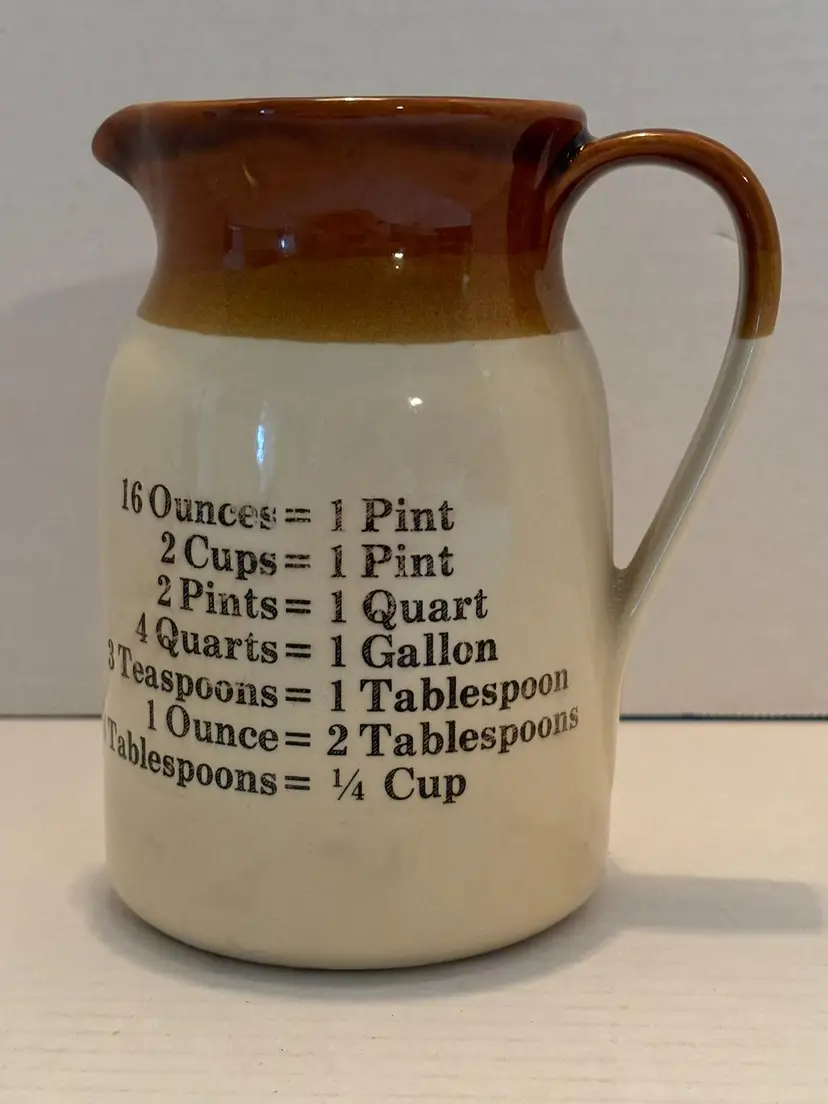 16 Ounces = 1 Pint
2 Cups = 1 Pint
2 Pints = 1 Quart
4 Quarts = 1 Gallon
3 Teaspoons = 1 Tablespoon
1 Ounce = 2 Tablespoons
Tablespoons = ¼ Cup